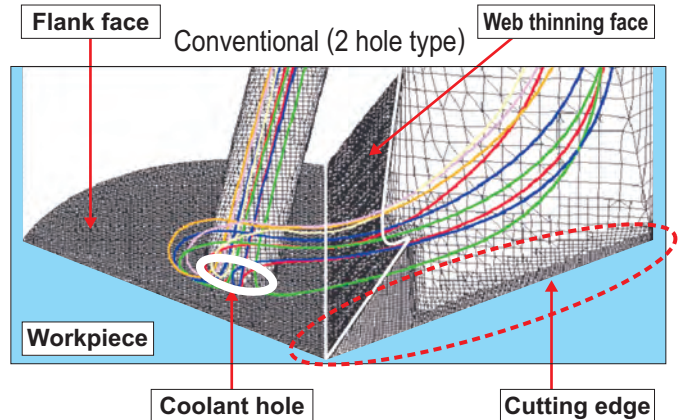 Flank face
Web thinning face
Conventional (2 hole type)
Workpiece
Coolant hole
Cutting edge